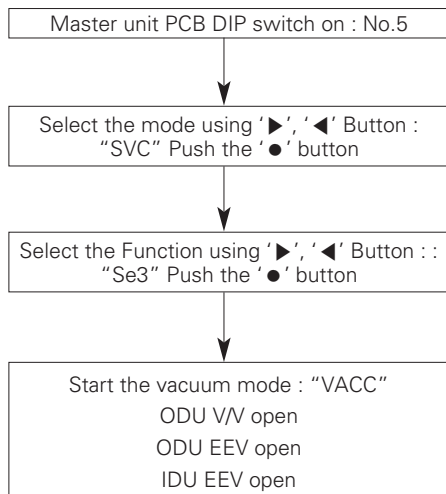 Master unit PCB DIP switch on : No.5
Select the mode using ‘▶’, ‘◀’ Button :
“SVC” Push the ‘●’ button
Select the Function using ‘▶’, ‘◀’ Button : :
“Se3” Push the ‘●’ button
Start the vacuum mode : “VACC”
ODU V/V open
ODU EEV open
IDU EEV open